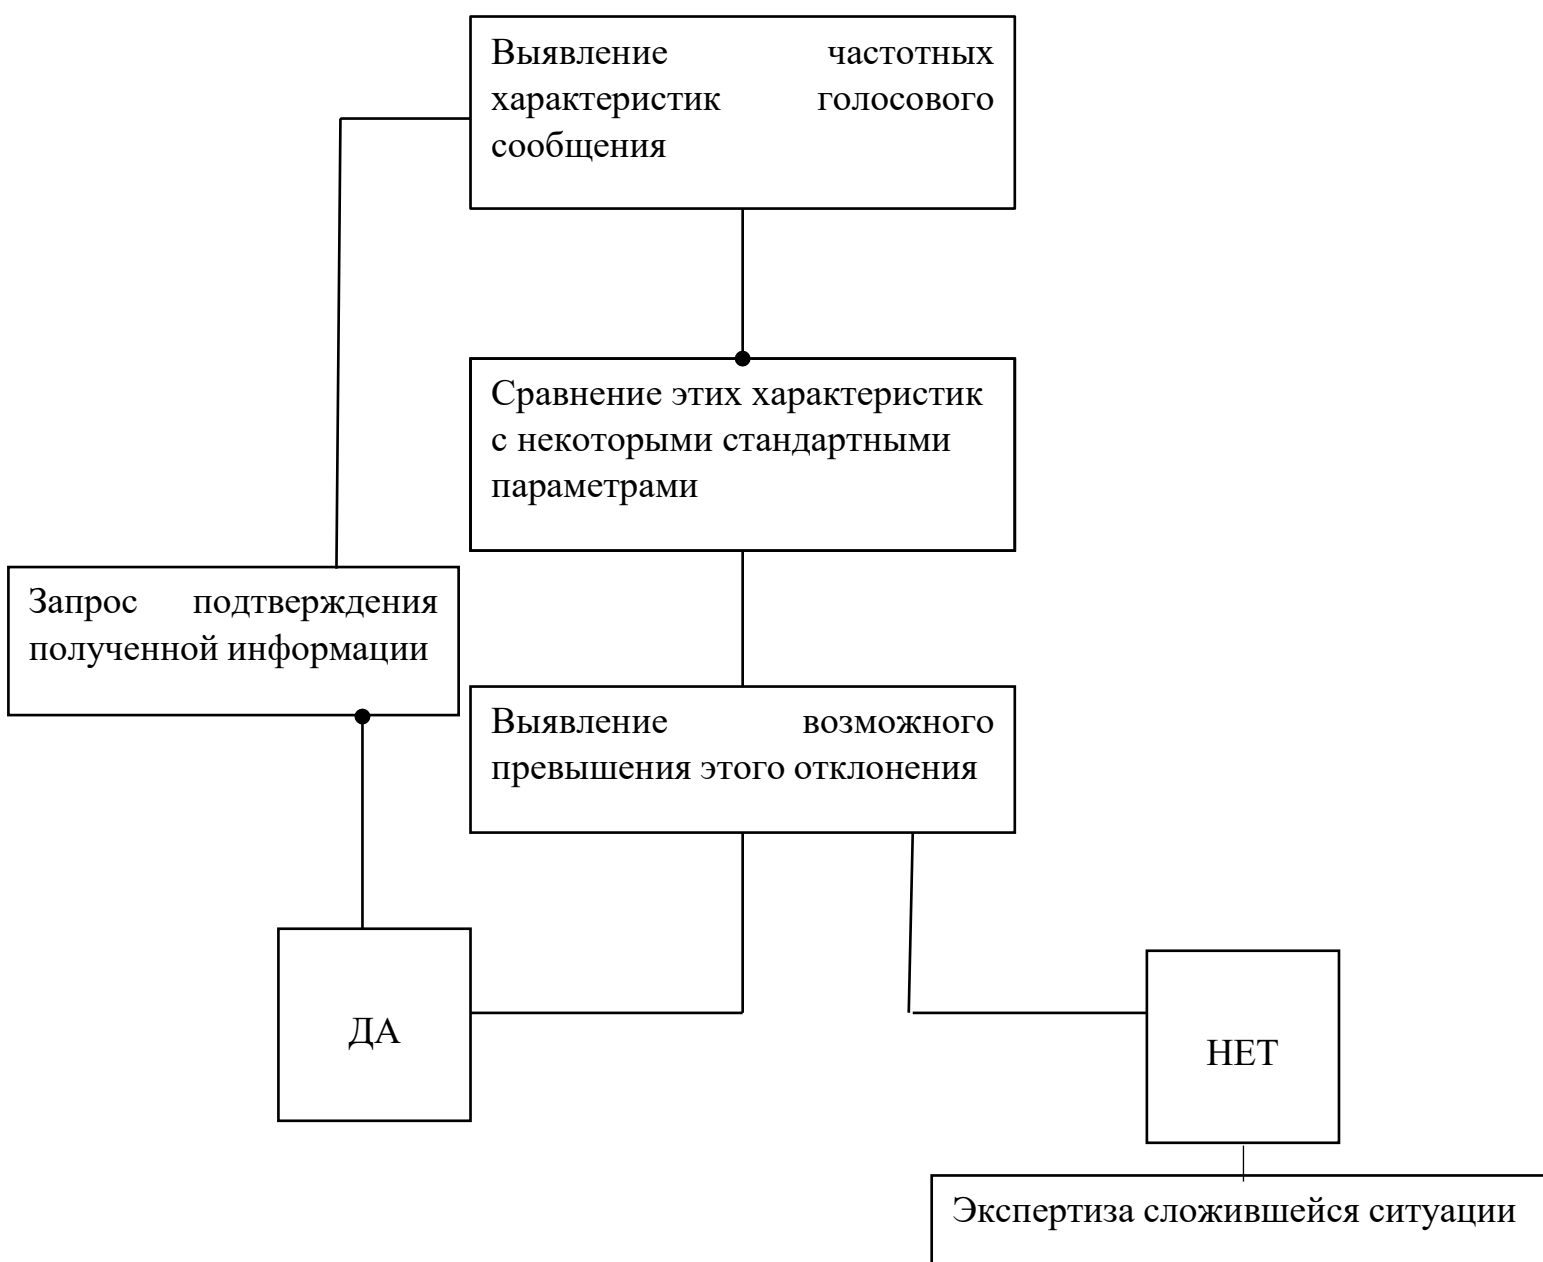 Выявление частотных
характеристик голосового
сообщения
Сравнение этих характеристик
с некоторыми стандартными
параметрами
Запрос подтверждения
полученной информации
Выявление возможного
превышения этого отклонения
ДА
НЕТ
Экспертиза сложившейся ситуации